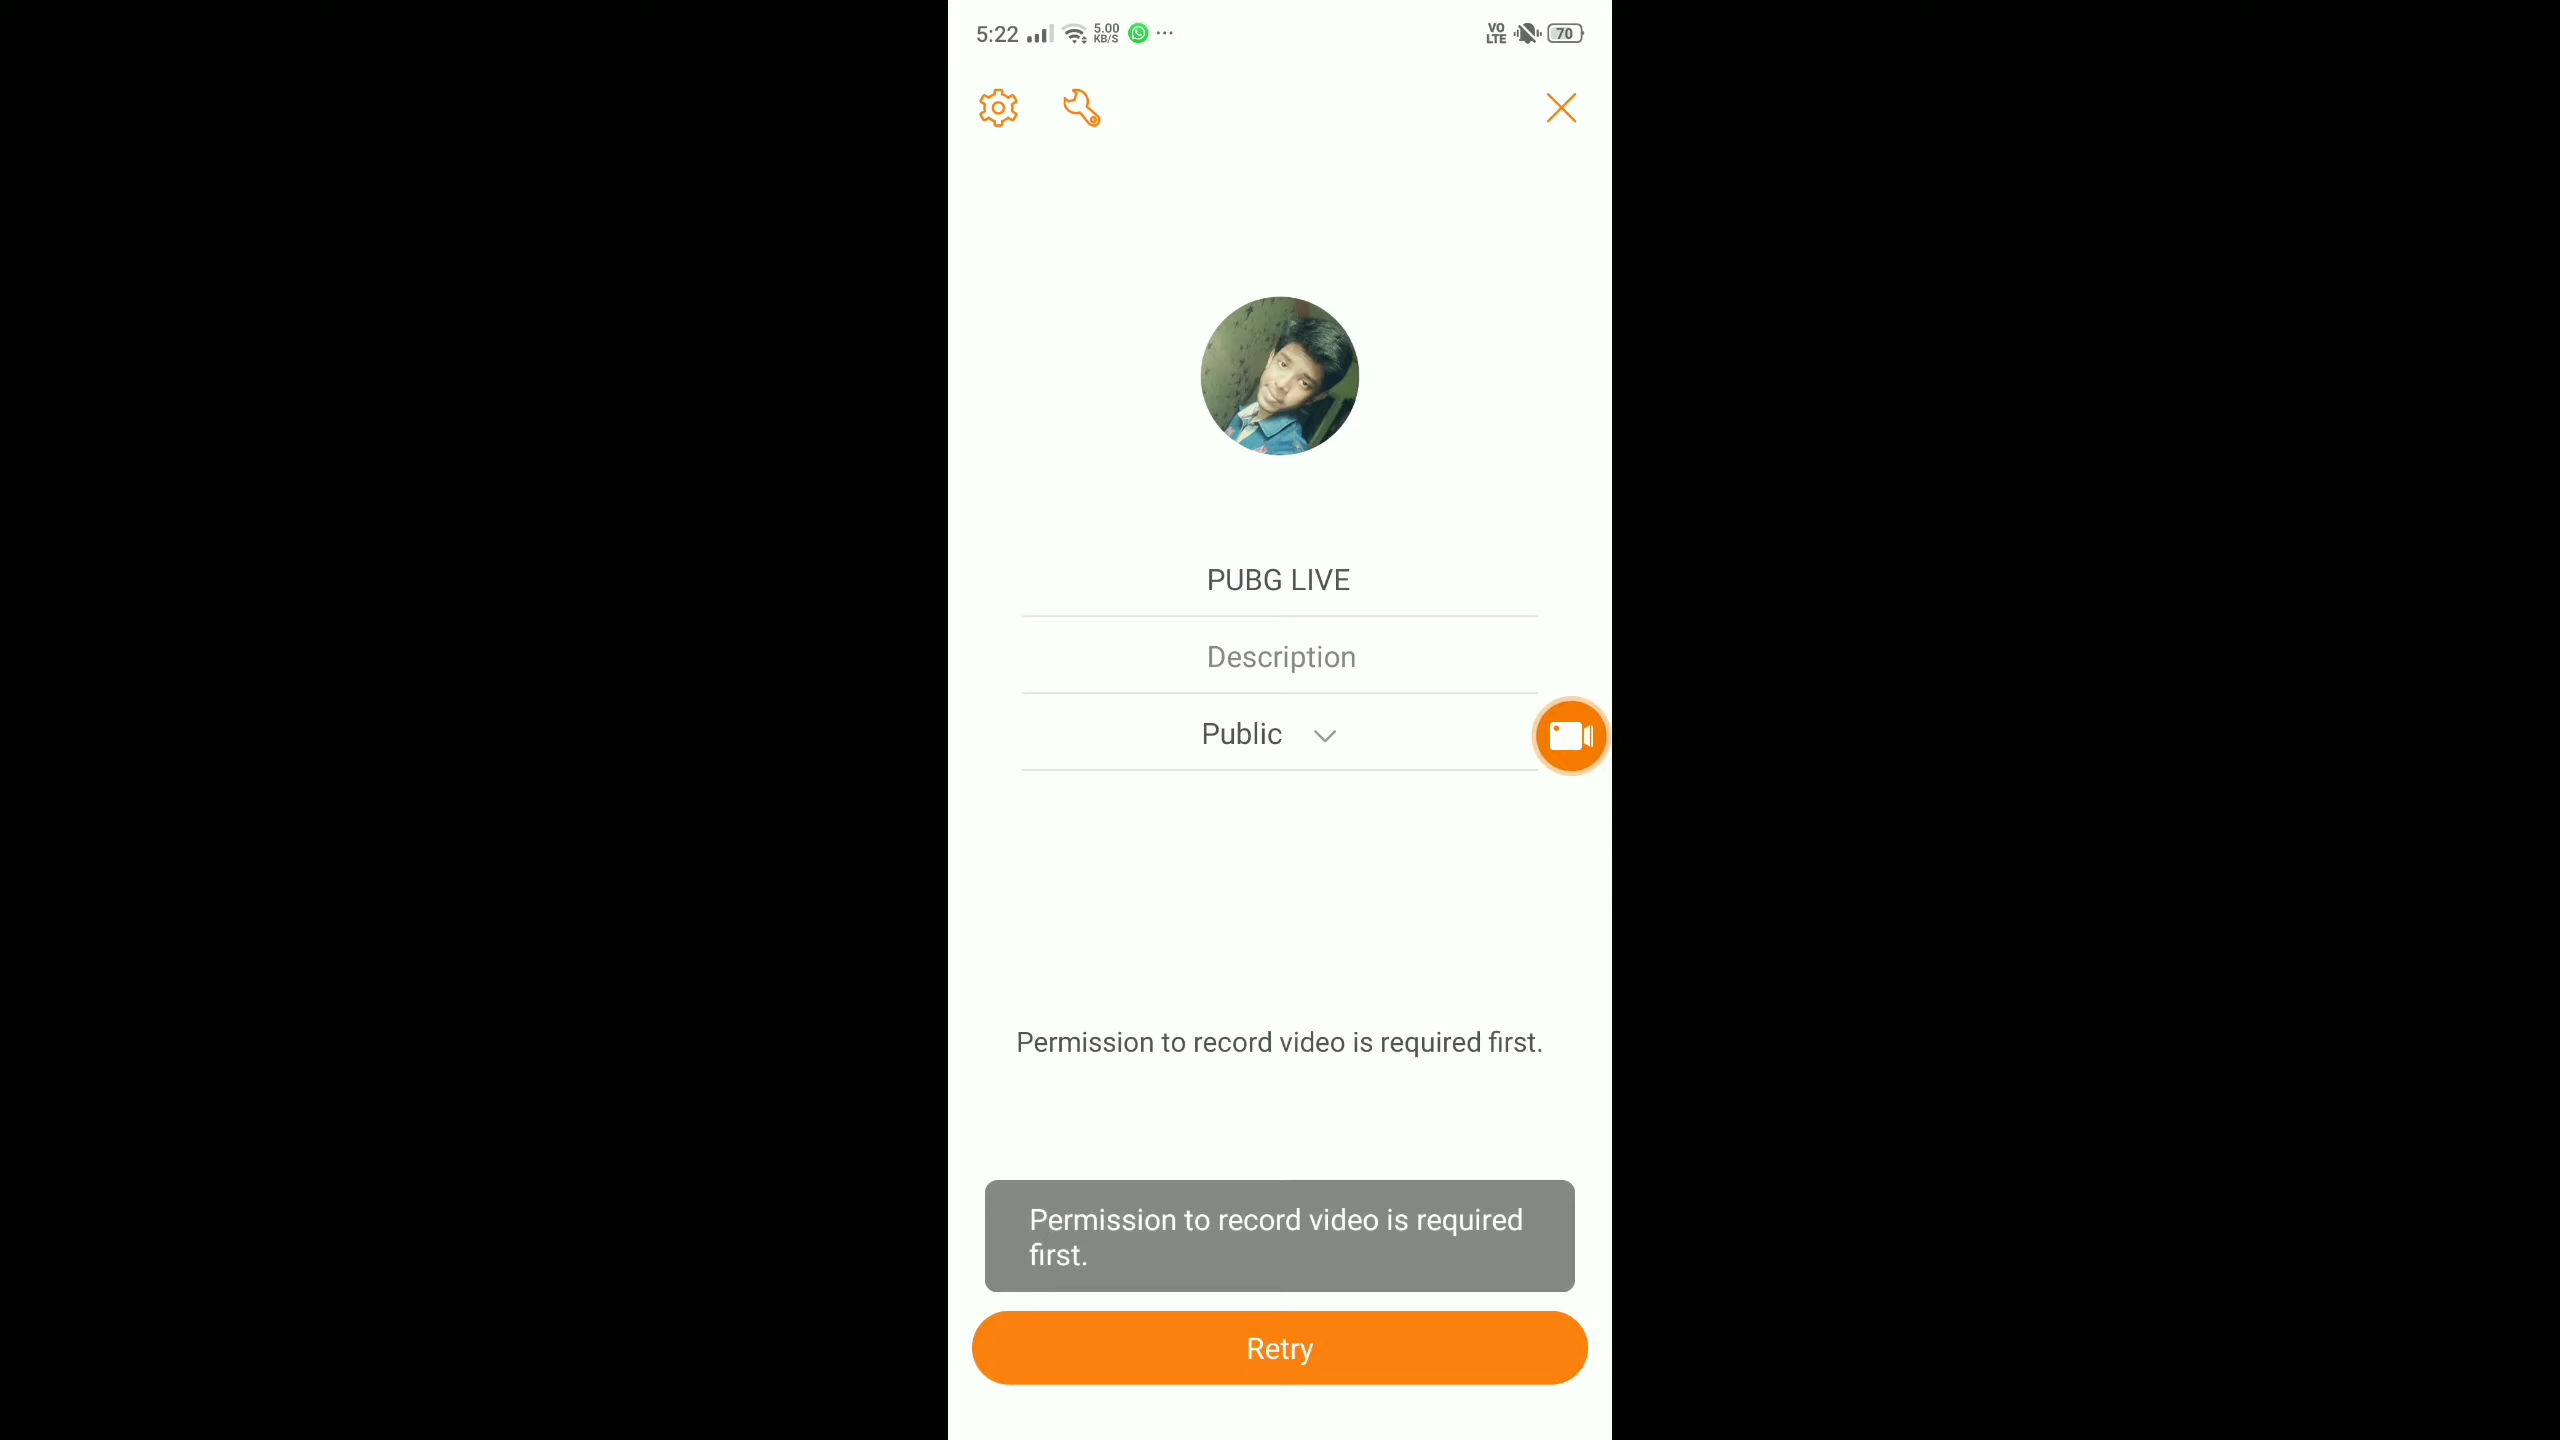 5:22 5.00 KB/S ... VO LTE 70
PUBG LIVE
Description
Public
Permission to record video is required first.
Permission to record video is required
first.
Retry